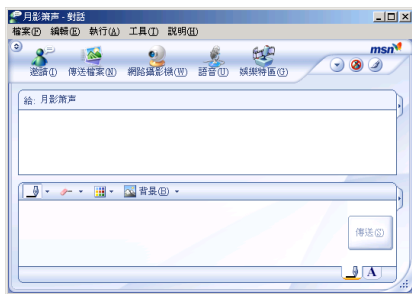 月影簫声 - 對話
檔案(F) 編輯(E) 執行(A) 工具(T) 說明(H)
msn
邀請(I) 傳送檔案(N) 網路攝影機(W) 語音(U) 娛樂特區(G)
給: 月影簫声
背景(B)
傳送(S)
A